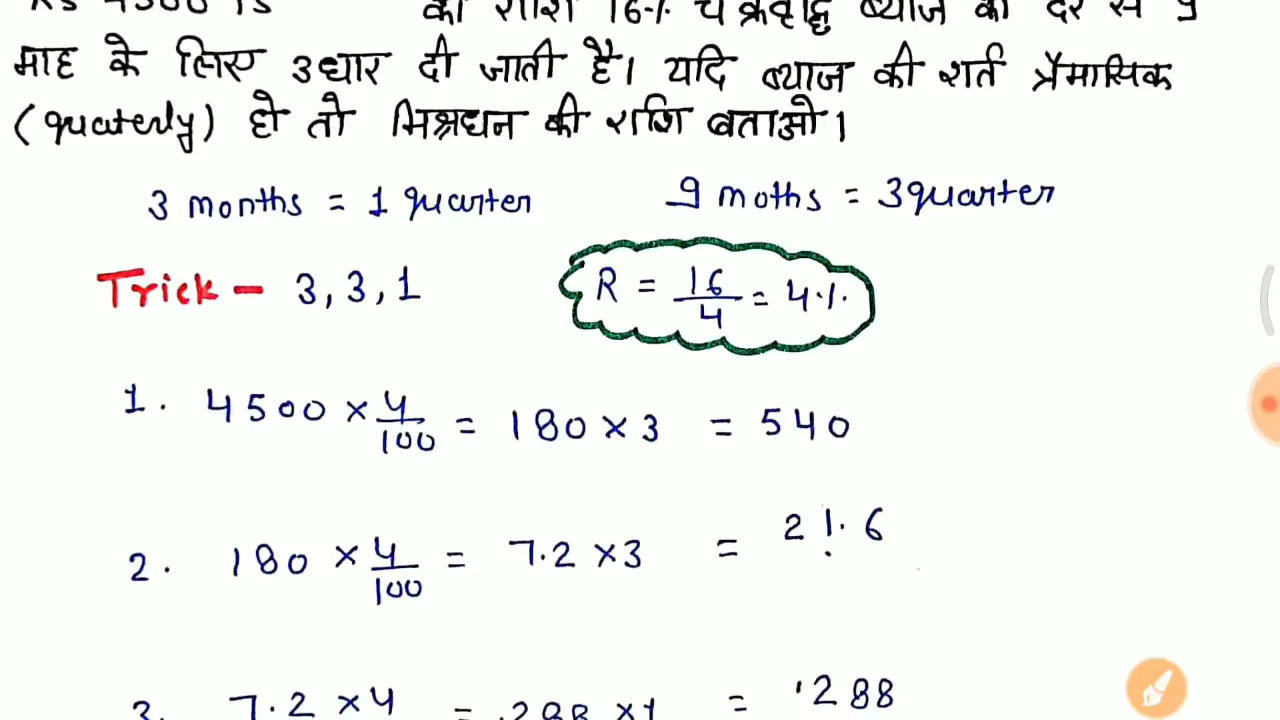 की राशि 16% चक्रवृद्धि ब्याज की दर से 9
माह के लिए उधार दी जाती है। यदि ब्याज की शर्त त्रैमासिक
(quaterly) हो तो मिश्रधन की राशि बताओ।
3 months = 1 quarter 9 moths = 3 quarter
Trick - 3, 3, 1 R = 16/4 = 4%
1. 4500 × 4/100 = 180 × 3 = 540
2. 180 × 4/100 = 7.2 × 3 = 21.6
3. 7.2 × 4 = .288 × 1 = .288